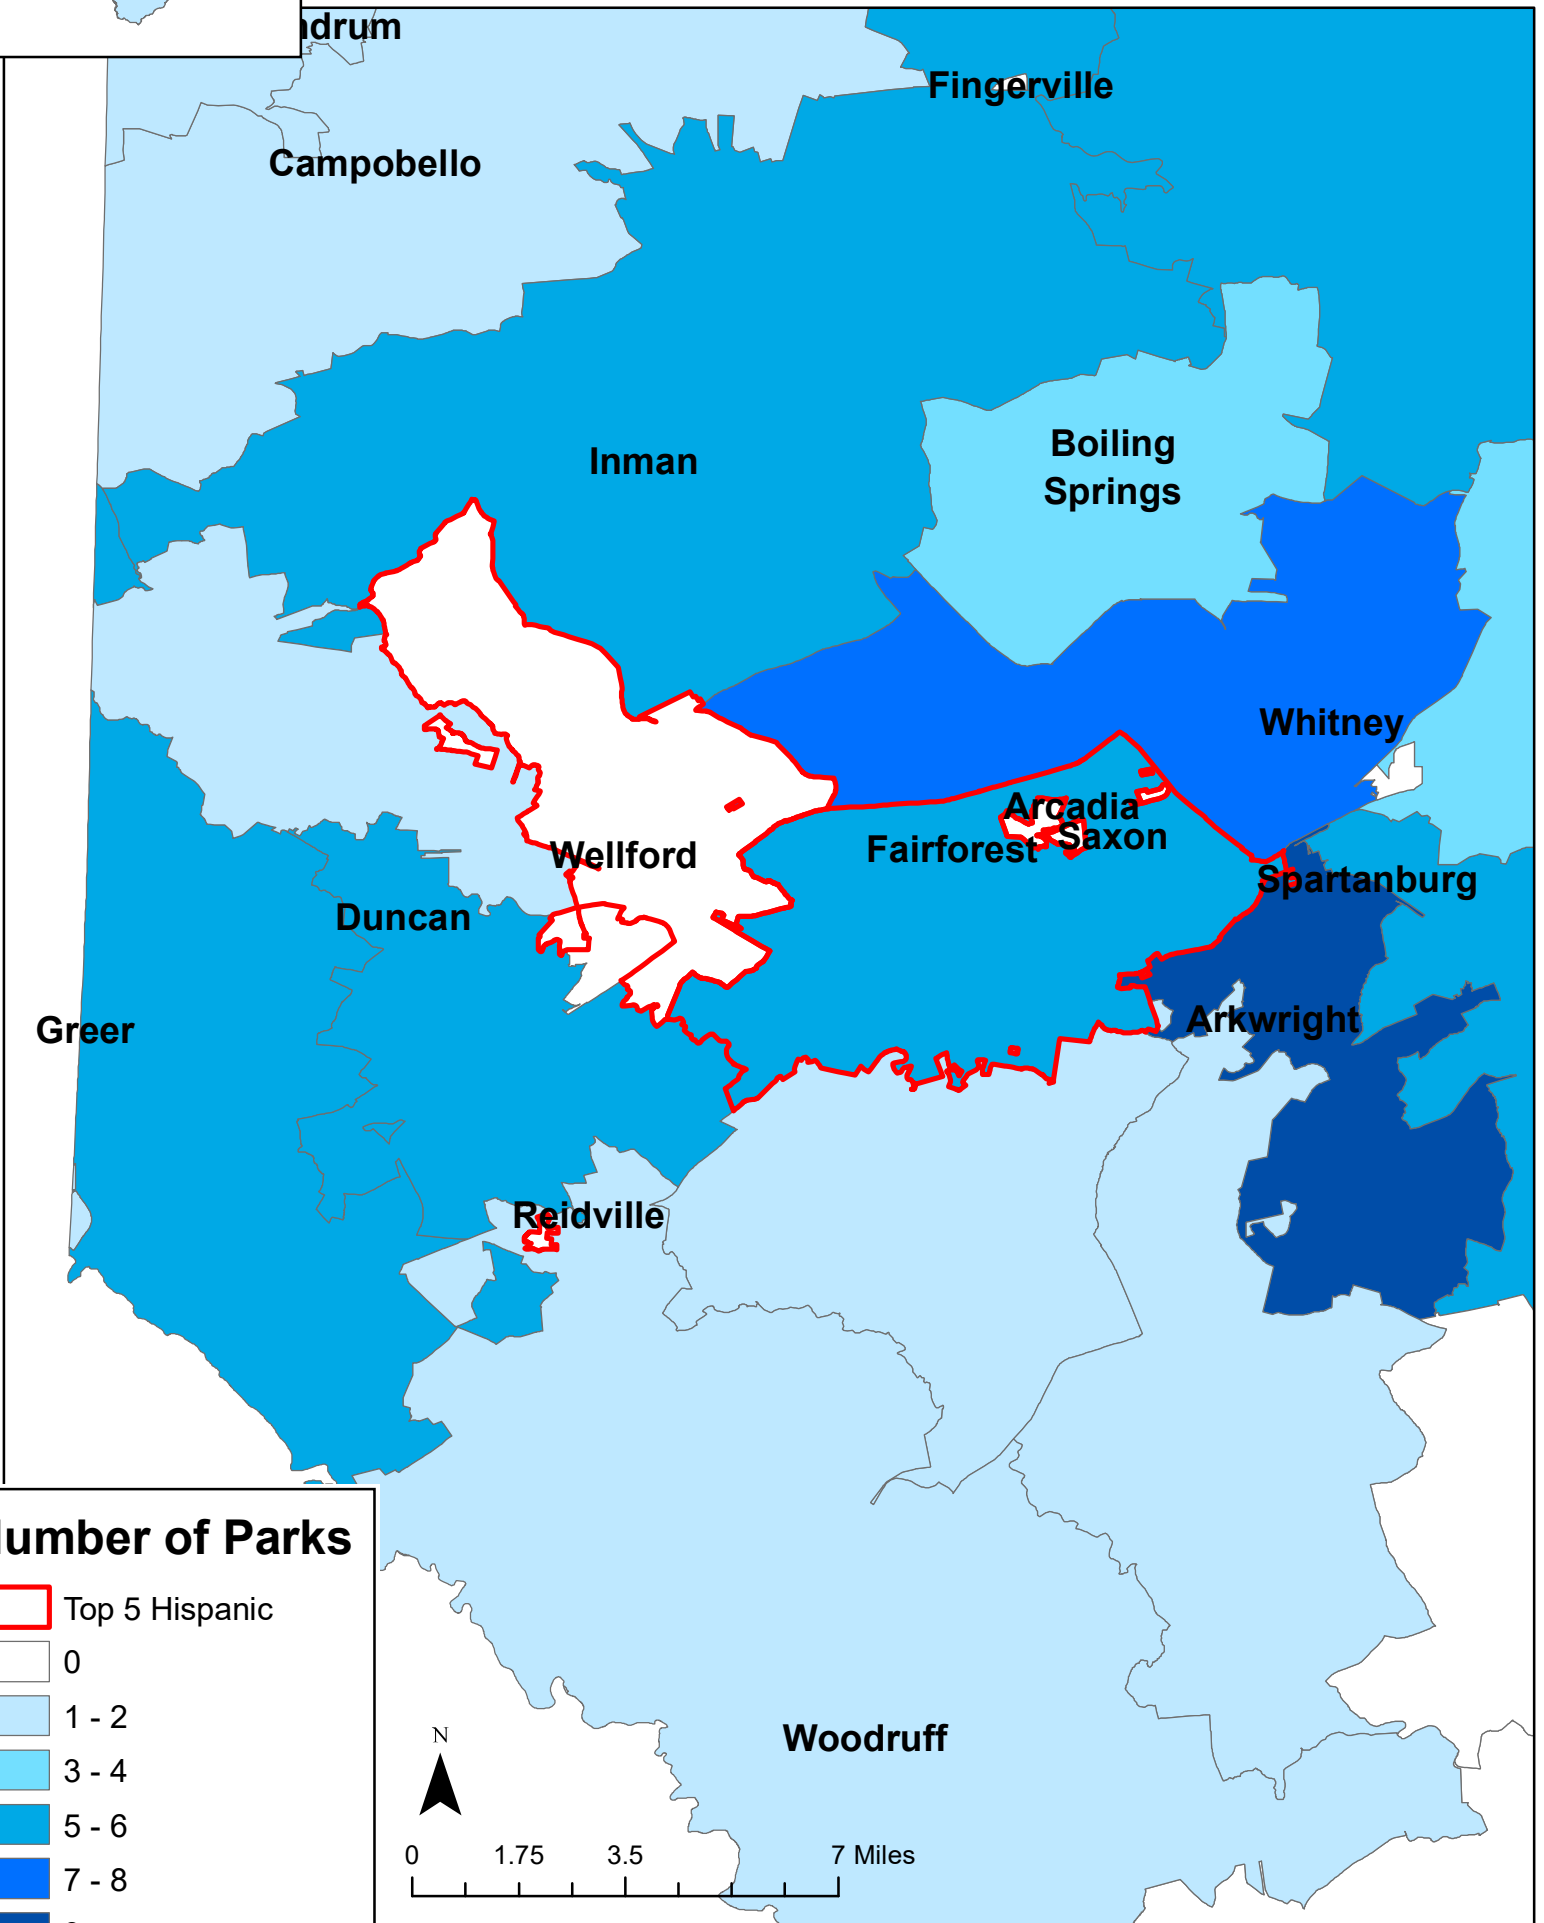 ndrum
Fingerville
Campobello
Inman
Boiling
Springs
Whitney
Arcadia
Saxon
Fairforest
Wellford
Spartanburg
Duncan
Greer
Arkwright
Reidville
Woodruff
umber of Parks
Top 5 Hispanic
0
1 - 2
3 - 4
5 - 6
7 - 8
N
0 1.75 3.5 7 Miles